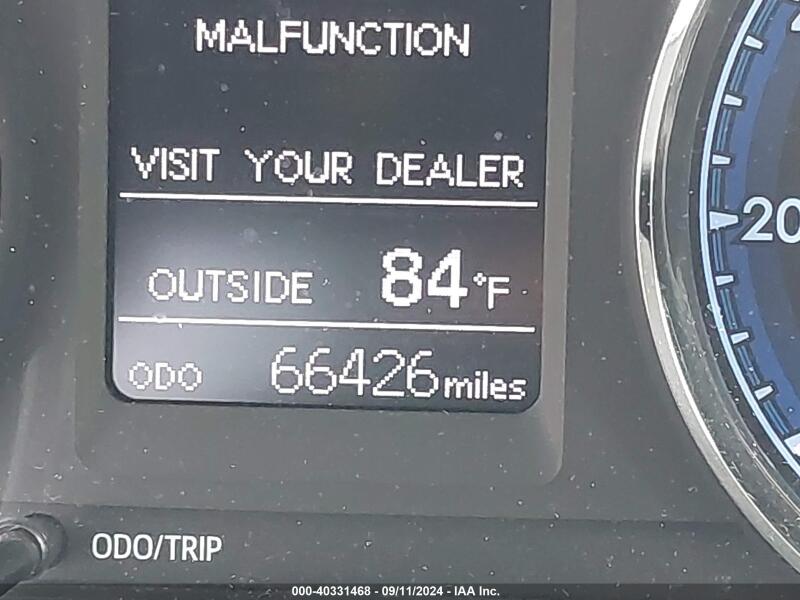 MALFUNCTION
VISIT YOUR DEALER
OUTSIDE 84°F
ODO 66426 miles
20
ODO/TRIP
000-40331468 - 09/11/2024 - IAA Inc.